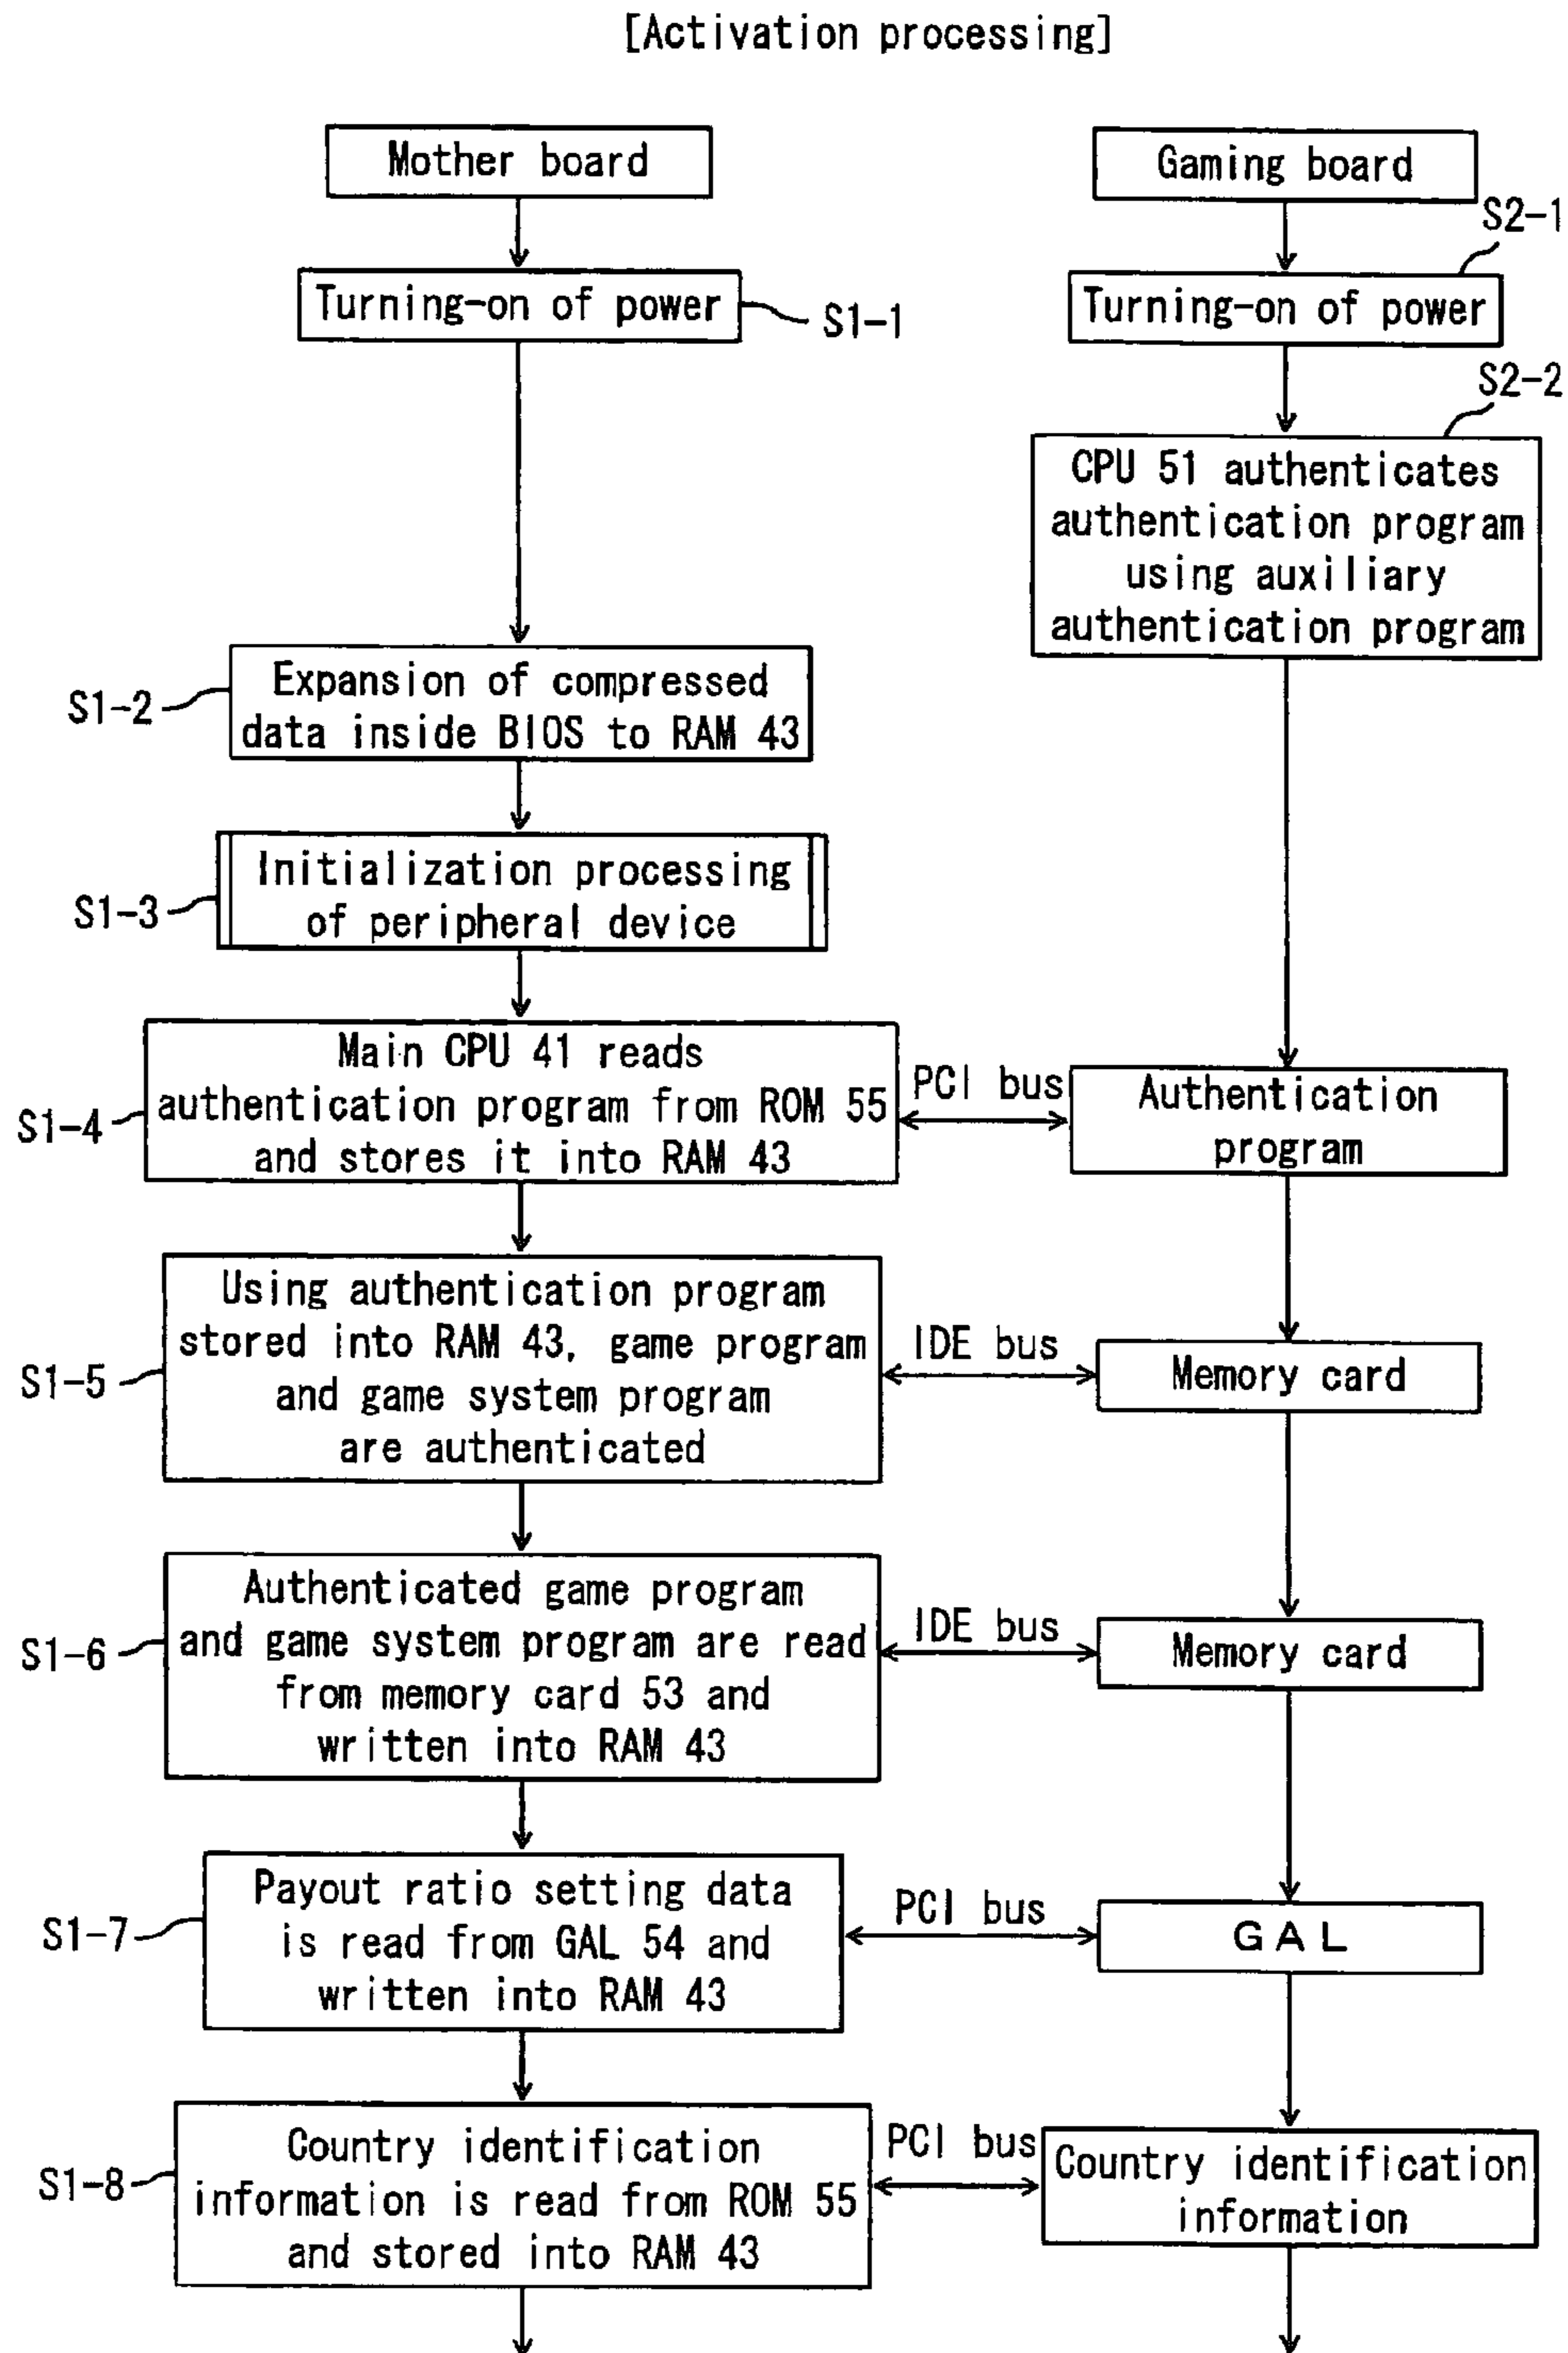 [Activation processing]
Mother board
Gaming board
S2-1
Turning-on of power
S1-1
Turning-on of power
S2-2
CPU 51 authenticates
authentication program
using auxiliary
authentication program
S1-2
Expansion of compressed
data inside BIOS to RAM 43
S1-3
Initialization processing
of peripheral device
S1-4
Main CPU 41 reads
authentication program from ROM 55
and stores it into RAM 43
PCI bus
Authentication
program
S1-5
Using authentication program
stored into RAM 43, game program
and game system program
are authenticated
IDE bus
Memory card
S1-6
Authenticated game program
and game system program are read
from memory card 53 and
written into RAM 43
IDE bus
Memory card
S1-7
Payout ratio setting data
is read from GAL 54 and
written into RAM 43
PCI bus
GAL
S1-8
Country identification
information is read from ROM 55
and stored into RAM 43
PCI bus
Country identification
information